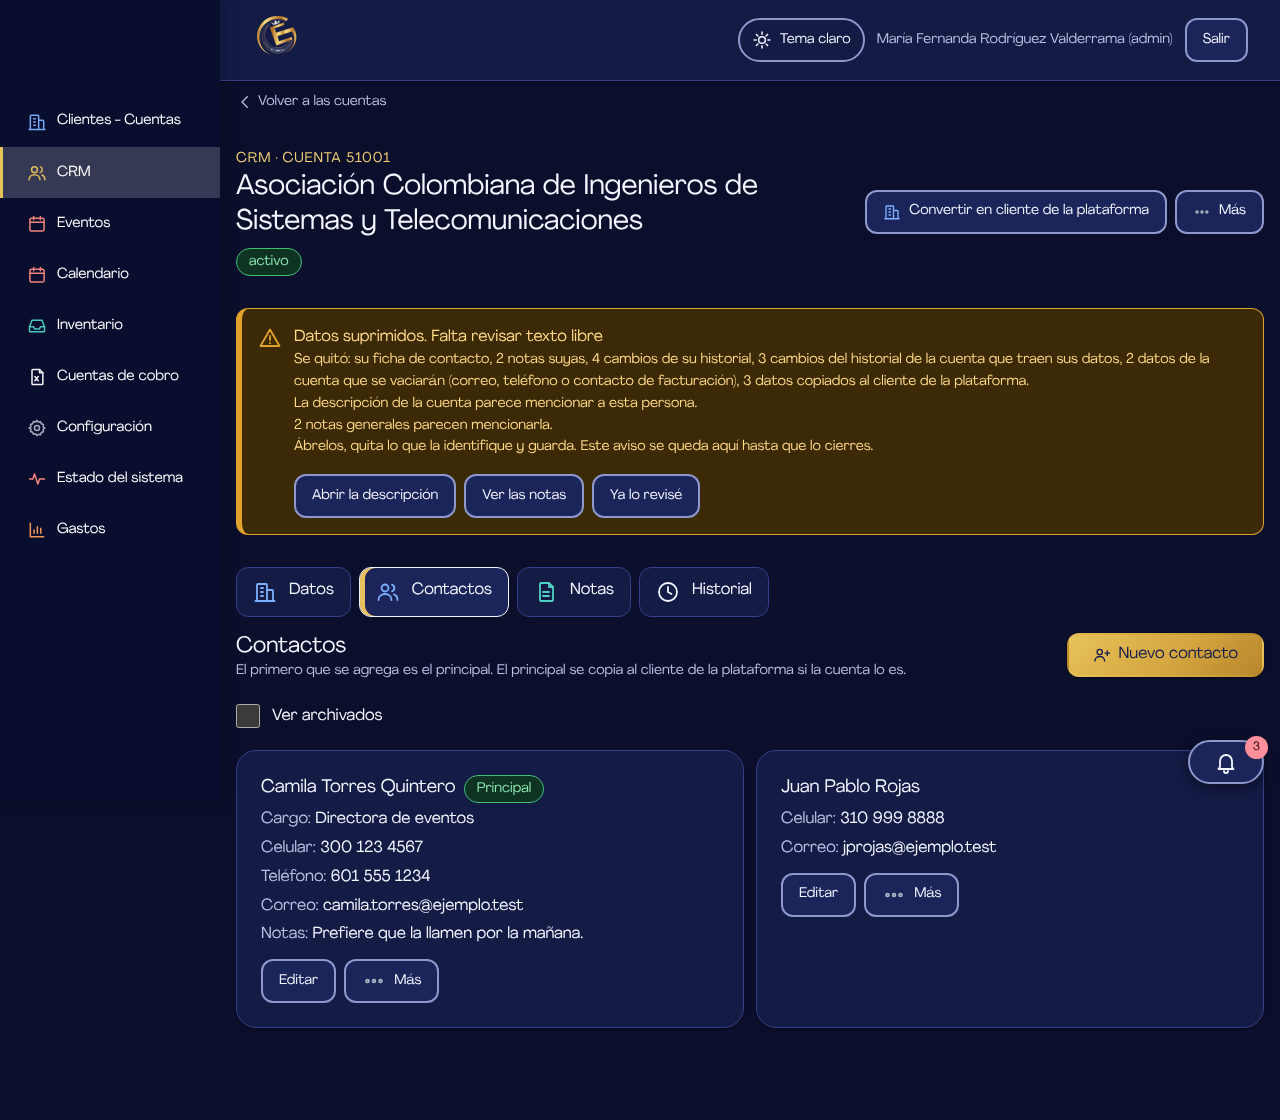 Tema claro
María Fernanda Rodríguez Valderrama (admin)
Salir
Clientes - Cuentas
CRM
Eventos
Calendario
Inventario
Cuentas de cobro
Configuración
Estado del sistema
Gastos
Volver a las cuentas
CRM · CUENTA 51001
Asociación Colombiana de Ingenieros de
Sistemas y Telecomunicaciones
activo
Convertir en cliente de la plataforma
Más
Datos suprimidos. Falta revisar texto libre
Se quitó: su ficha de contacto, 2 notas suyas, 4 cambios de su historial, 3 cambios del historial de la cuenta que traen sus datos, 2 datos de la
cuenta que se vaciarán (correo, teléfono o contacto de facturación), 3 datos copiados al cliente de la plataforma.
La descripción de la cuenta parece mencionar a esta persona.
2 notas generales parecen mencionarla.
Ábrelos, quita lo que la identifique y guarda. Este aviso se queda aquí hasta que lo cierres.
Abrir la descripción
Ver las notas
Ya lo revisé
Datos
Contactos
Notas
Historial
Contactos
El primero que se agrega es el principal. El principal se copia al cliente de la plataforma si la cuenta lo es.
Nuevo contacto
Ver archivados
3
Camila Torres Quintero
Principal
Cargo: Directora de eventos
Celular: 300 123 4567
Teléfono: 601 555 1234
Correo: camila.torres@ejemplo.test
Notas: Prefiere que la llamen por la mañana.
Editar
Más
Juan Pablo Rojas
Celular: 310 999 8888
Correo: jprojas@ejemplo.test
Editar
Más